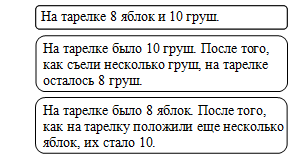 На тарелке 8 яблок и 10 груш.
На тарелке было 10 груш. После того,
как съели несколько груш, на тарелке
осталось 8 груш.
На тарелке было 8 яблок. После того,
как на тарелку положили еще несколько
яблок, их стало 10.